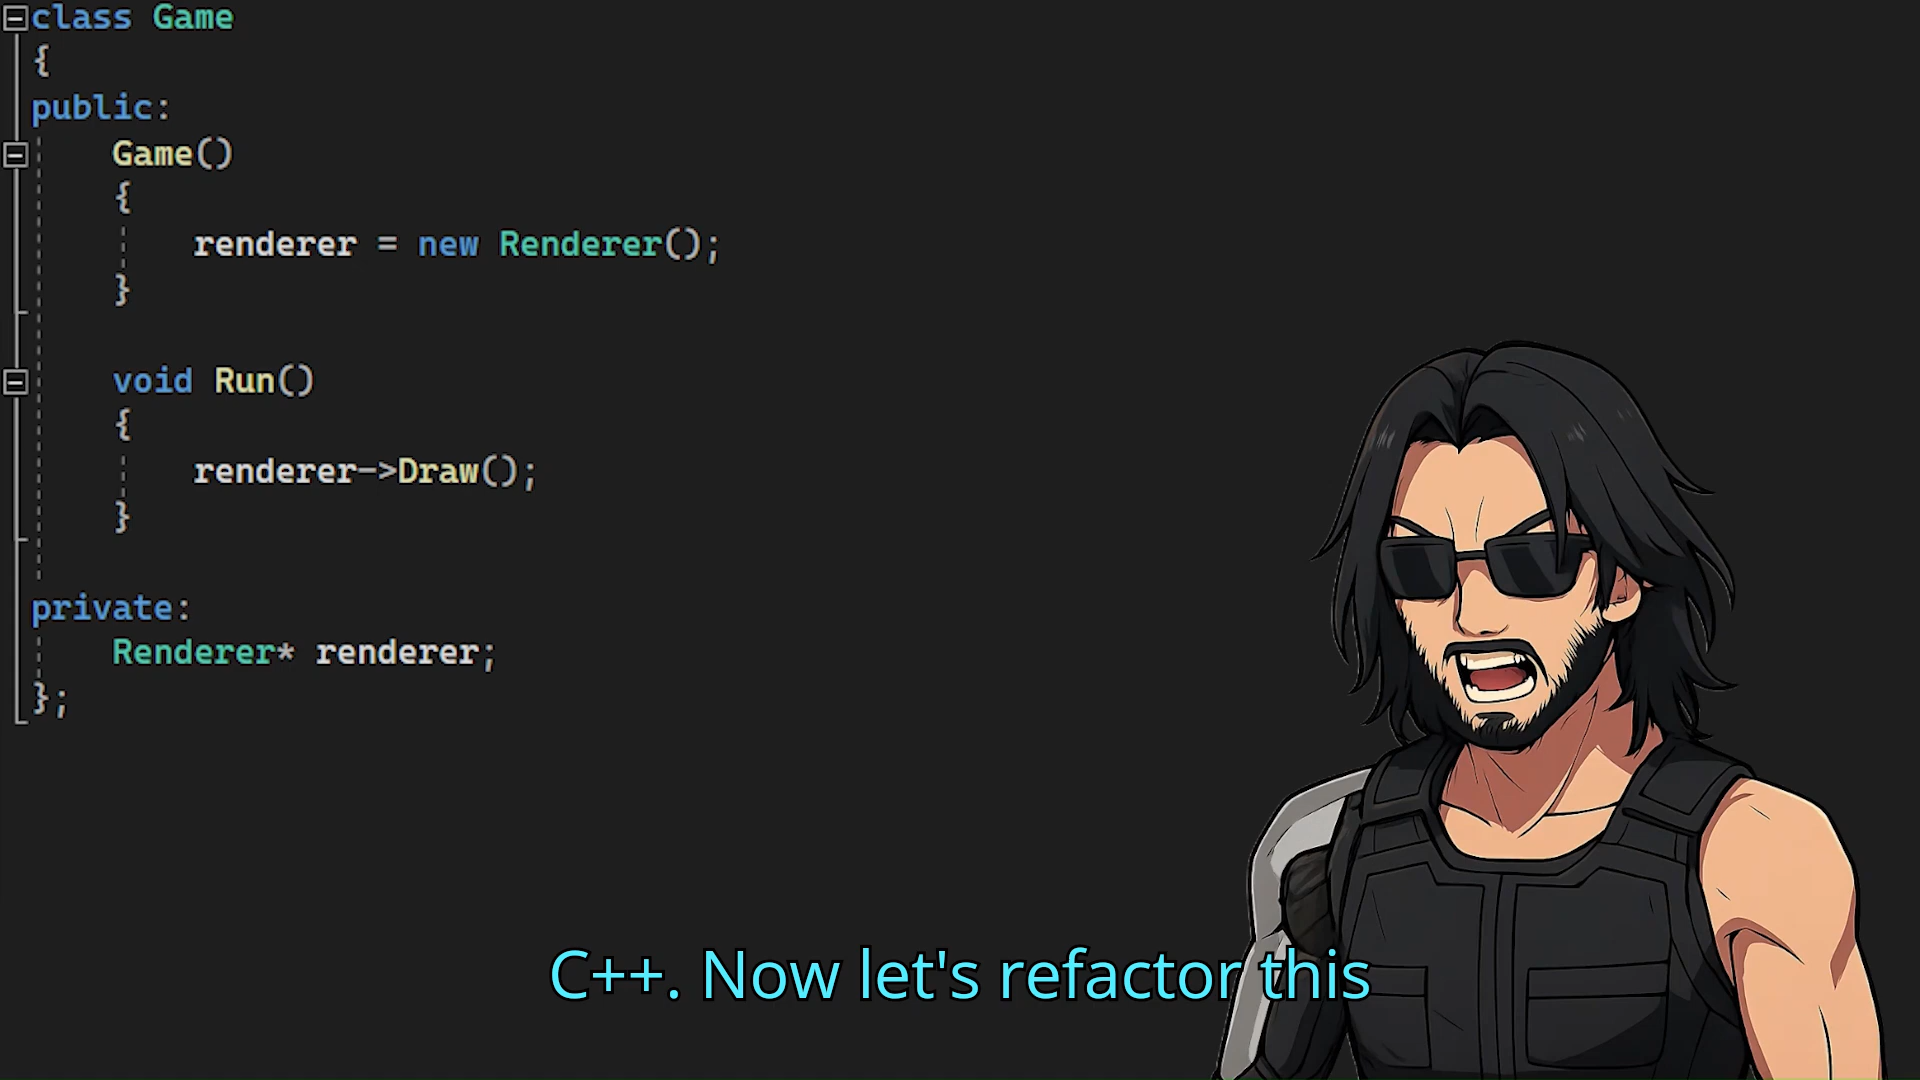 class Game
{
public:
    Game()
    {
        renderer = new Renderer();
    }

    void Run()
    {
        renderer->Draw();
    }

private:
    Renderer* renderer;
};
C++. Now let's refactor this